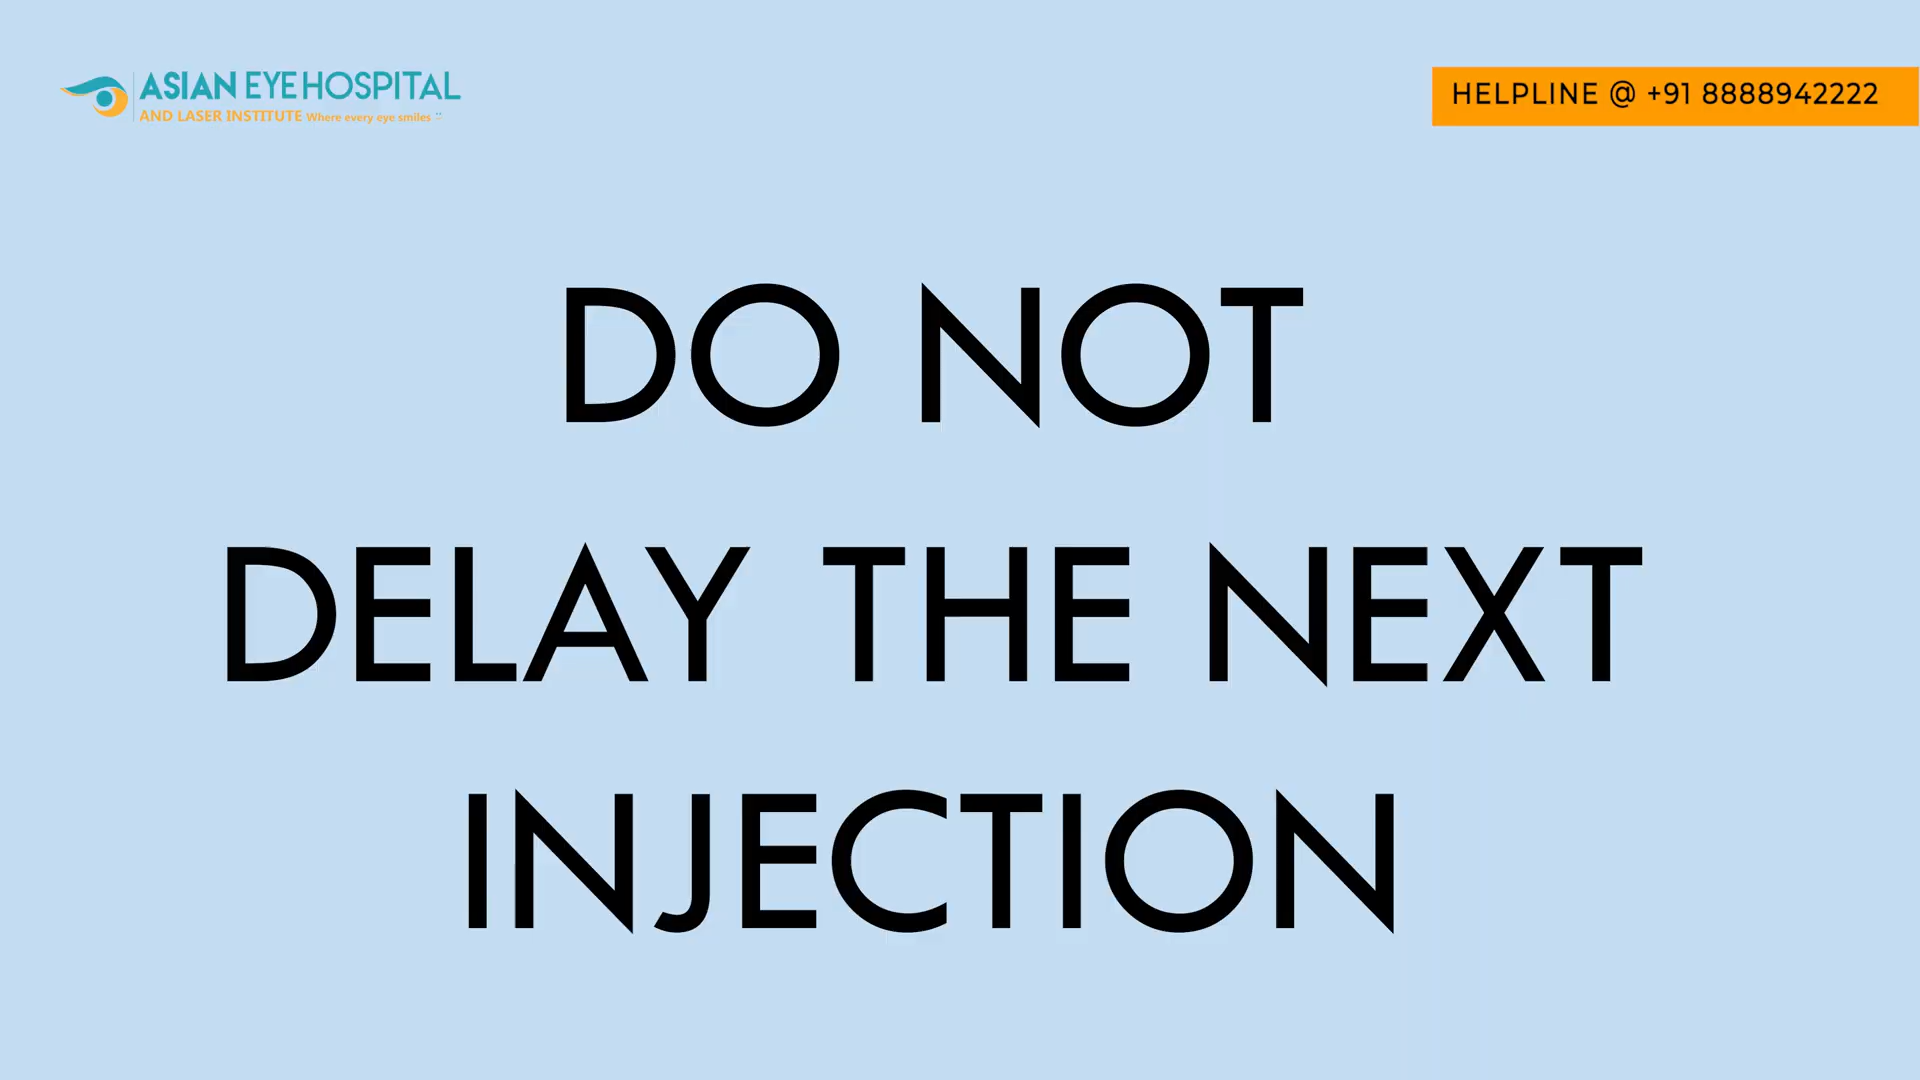 ASIAN EYE HOSPITAL
AND LASER INSTITUTE Where every eye smiles
HELPLINE @ +91 8888942222
DO NOT
DELAY THE NEXT
INJECTION